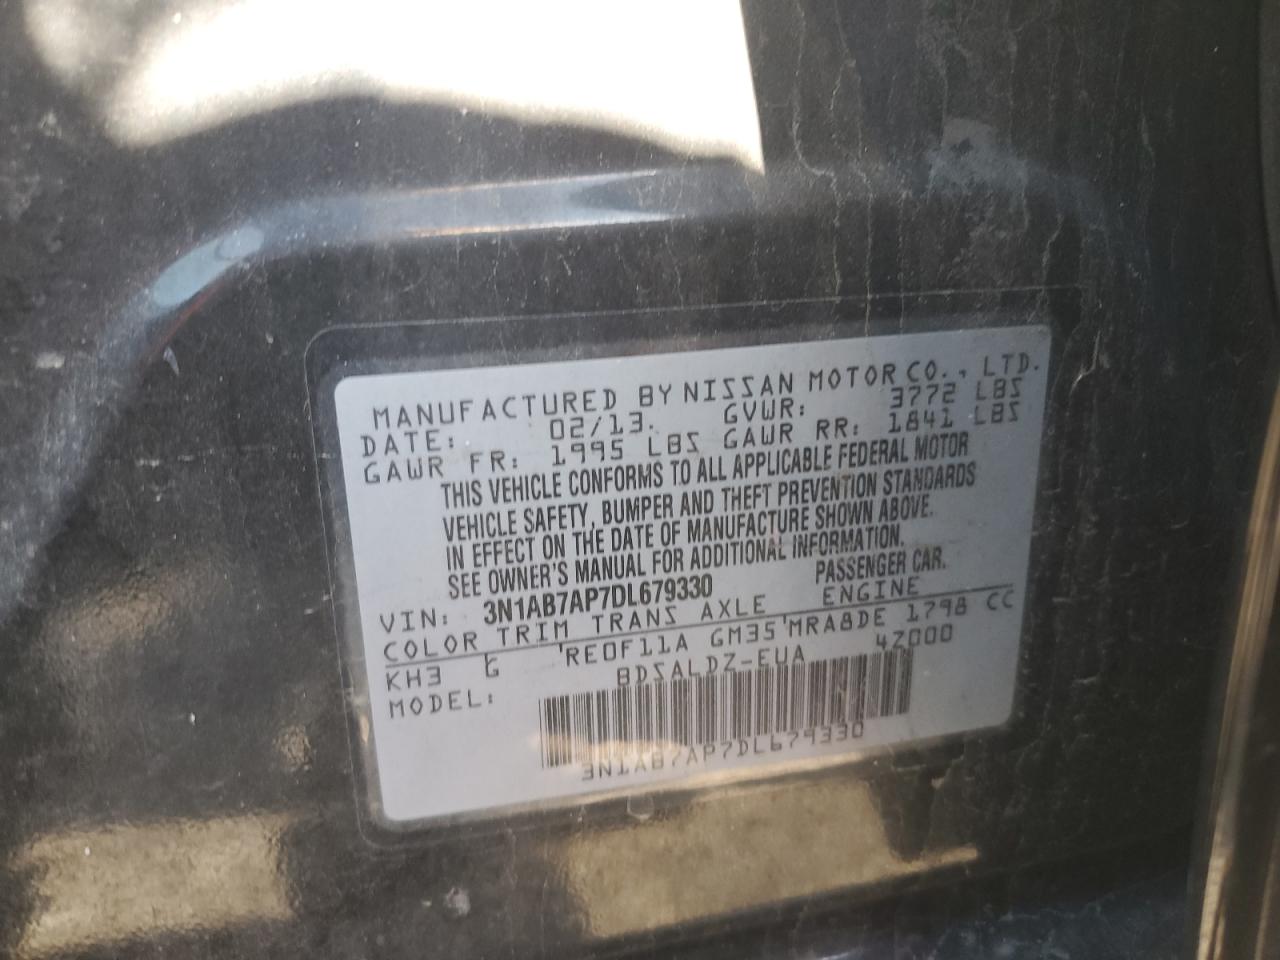 MANUFACTURED BY NISSAN MOTOR CO., LTD.
DATE: 02/13. GVWR: 3772 LBS
GAWR FR: 1995 LBS GAWR RR: 1841 LBS
THIS VEHICLE CONFORMS TO ALL APPLICABLE FEDERAL MOTOR
VEHICLE SAFETY, BUMPER AND THEFT PREVENTION STANDARDS
IN EFFECT ON THE DATE OF MANUFACTURE SHOWN ABOVE.
SEE OWNER'S MANUAL FOR ADDITIONAL INFORMATION.
VIN: 3N1AB7AP7DL679330 PASSENGER CAR.
COLOR TRIM TRANS AXLE ENGINE
KH3 G 'RE0F11A GM35'MRA8DE 1798 CC
MODEL: BDSALDZ-EUA 4Z000
3N1AB7AP7DL679330